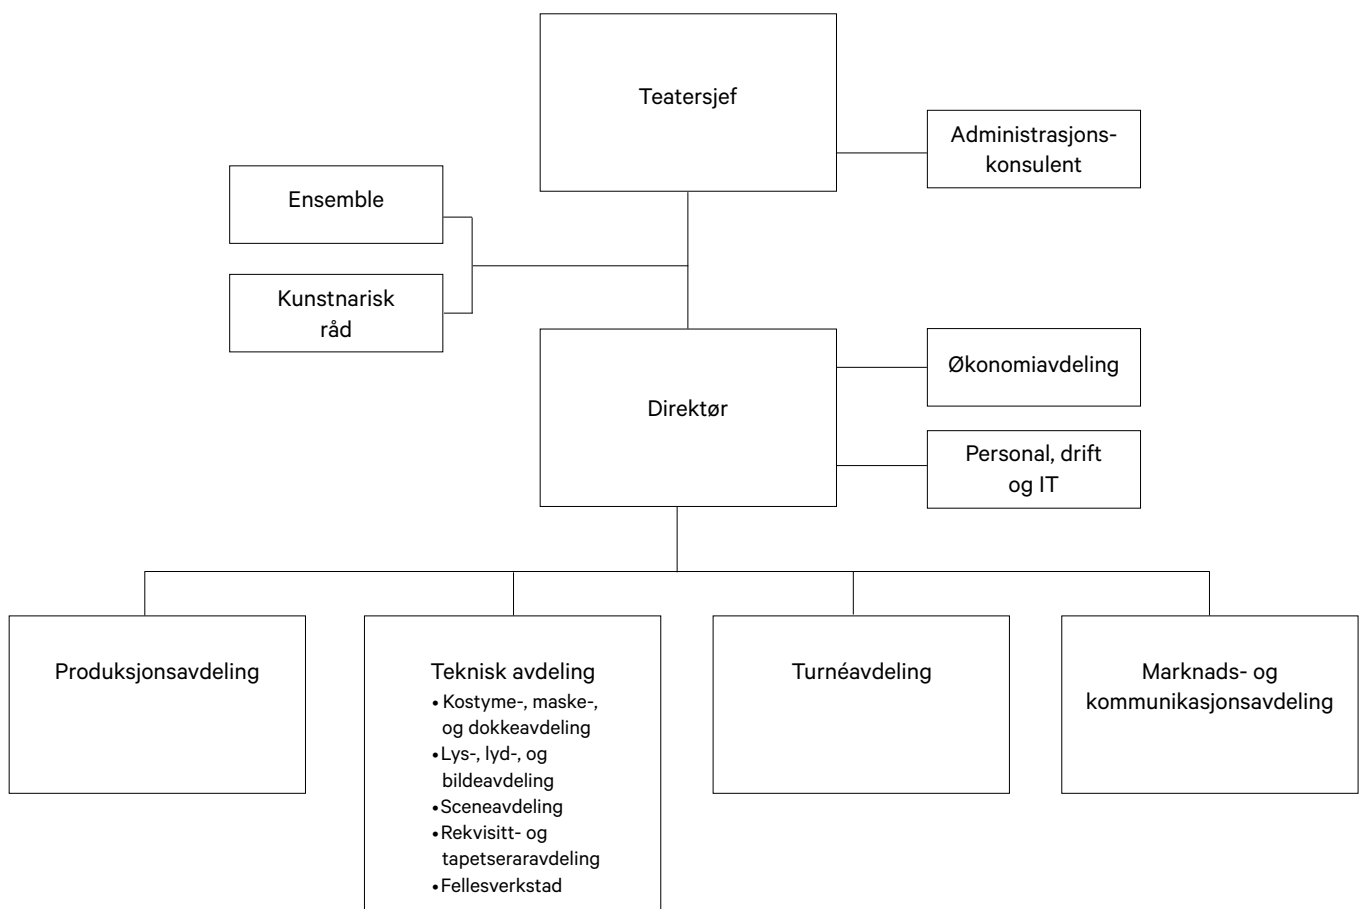 Teatersjef
Administrasjons-
konsulent
Ensemble
Kunstnarisk
råd
Økonomiavdeling
Direktør
Personal, drift
og IT
Produksjonsavdeling
Teknisk avdeling
• Kostyme-, maske-,
og dokkeavdeling
•Lys-, lyd-, og
bildeavdeling
•Sceneavdeling
•Rekvisitt- og
tapetseraravdeling
•Fellesverkstad
Turnéavdeling
Marknads- og
kommunikasjonsavdeling